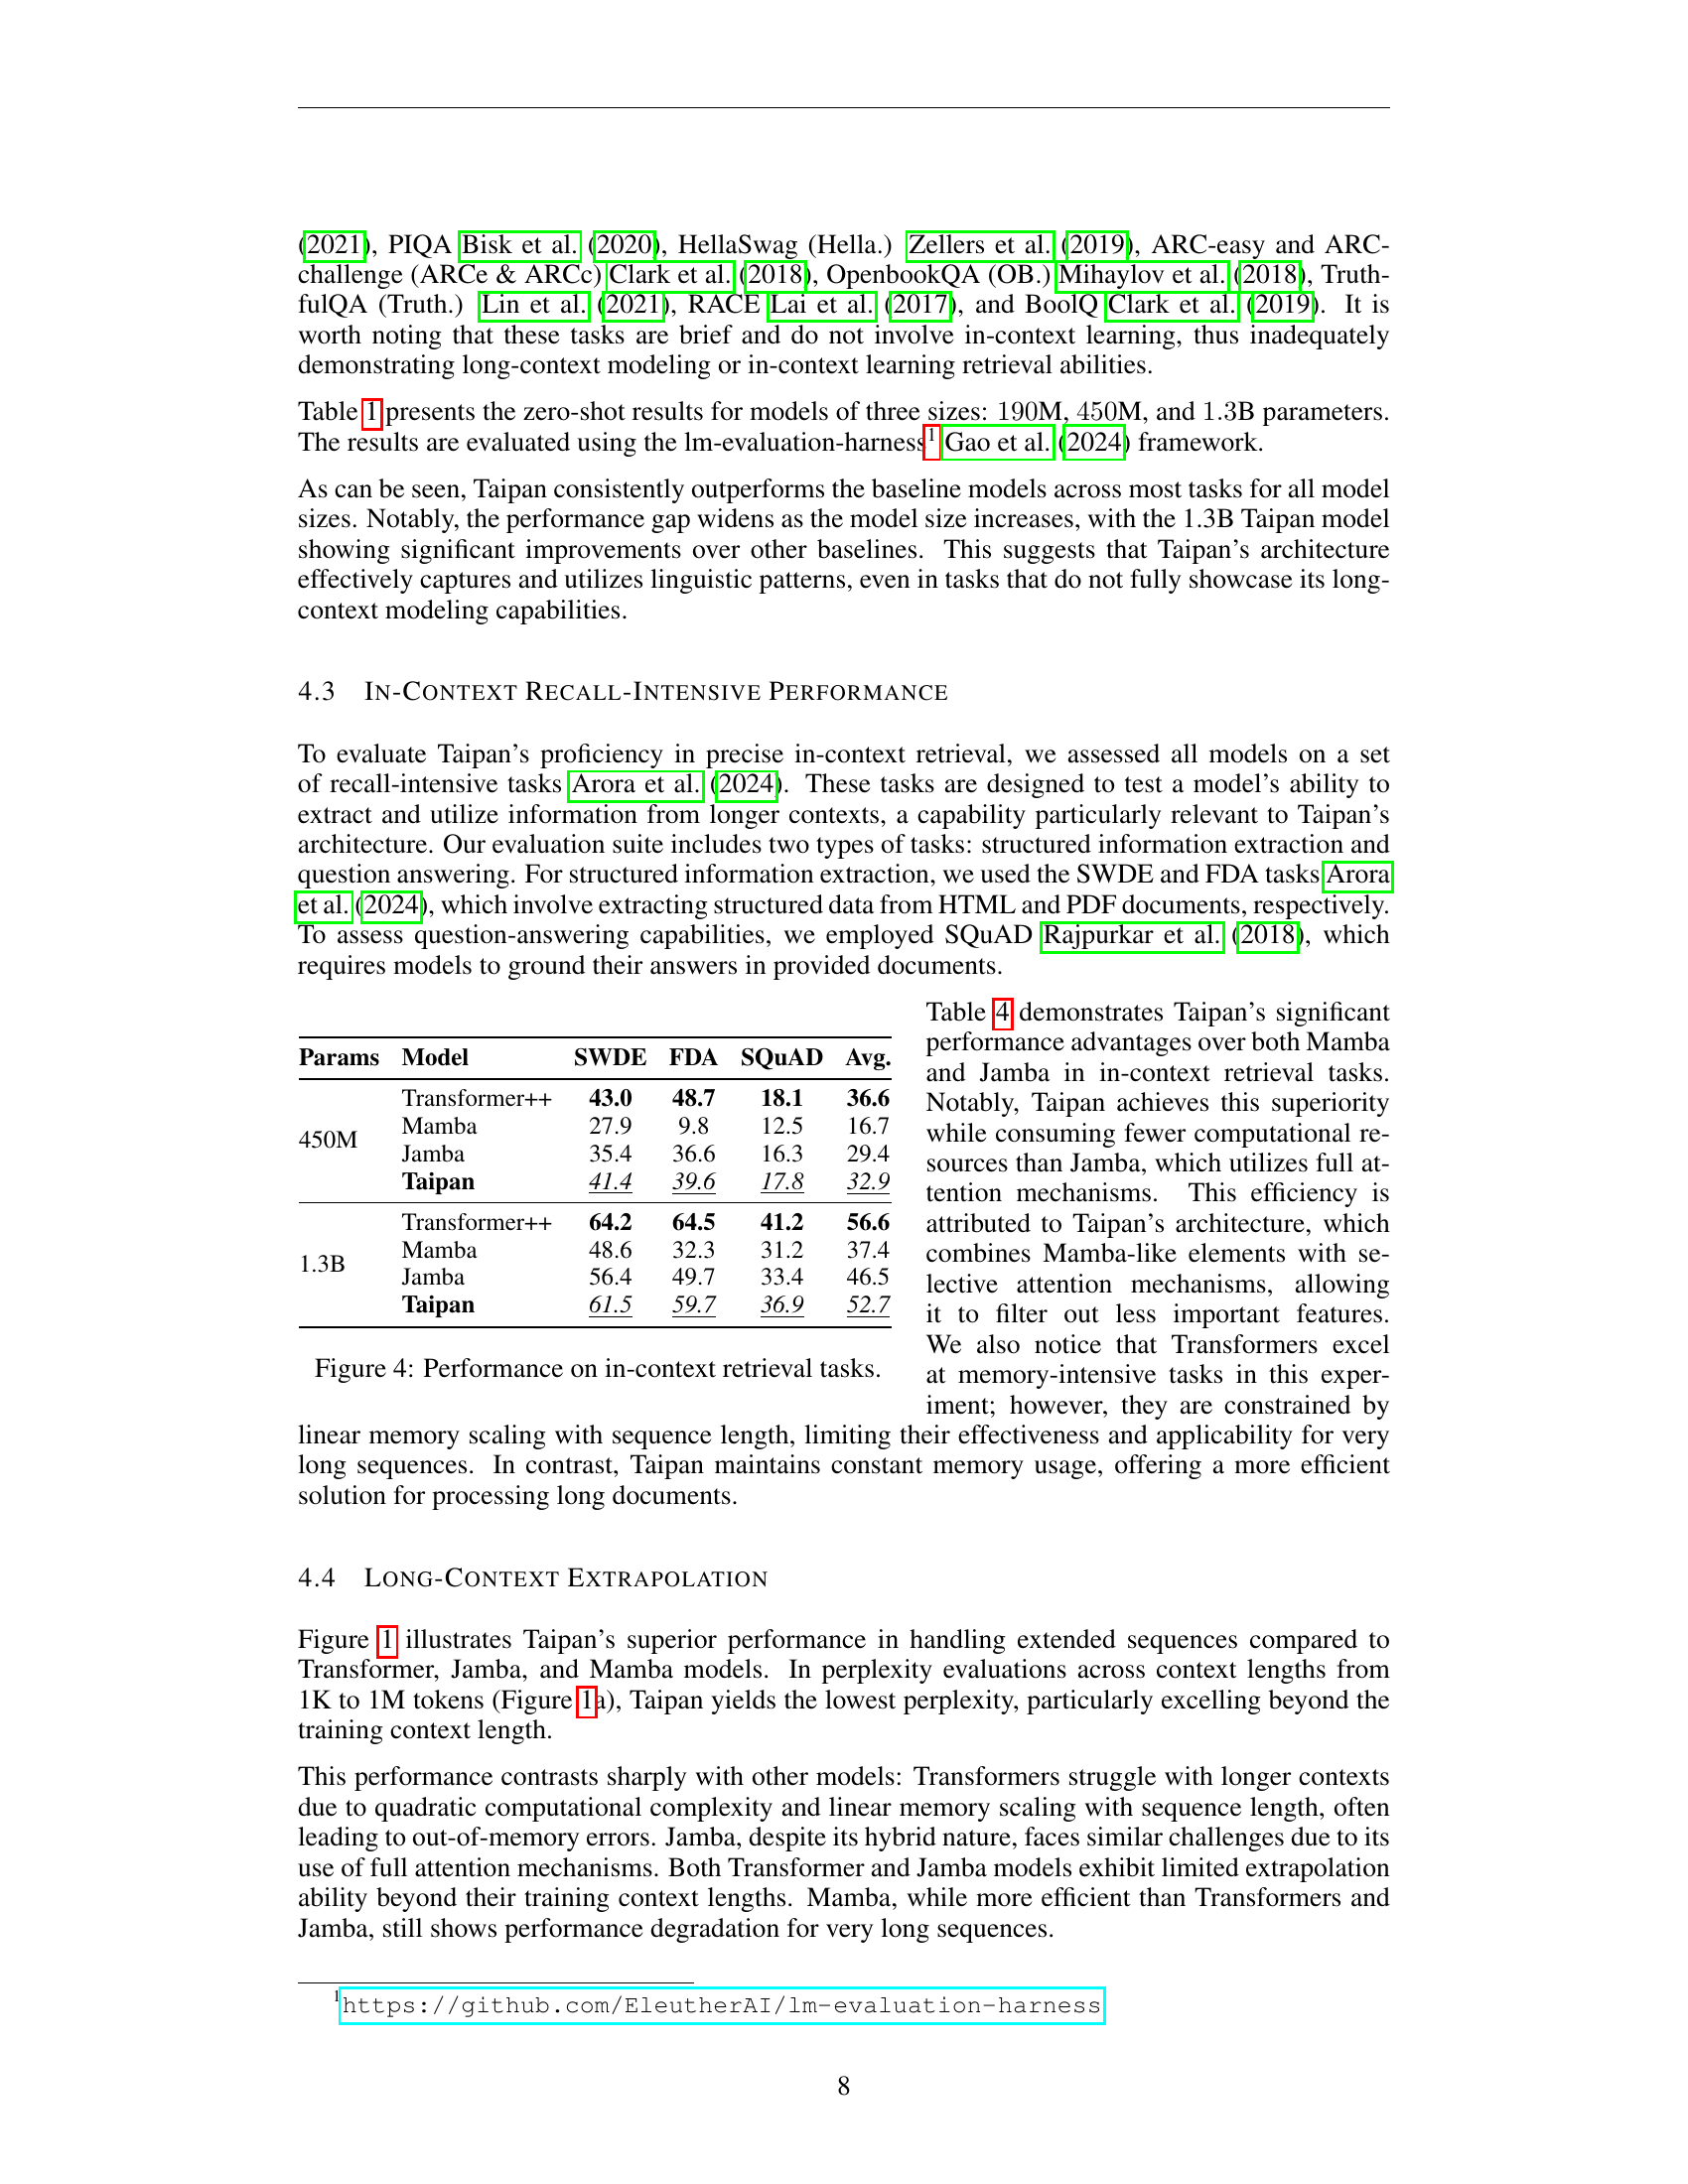 (2021), PIQA Bisk et al. (2020), HellaSwag (Hella.) Zellers et al. (2019), ARC-easy and ARC-
challenge (ARCe & ARCc) Clark et al. (2018), OpenbookQA (OB.) Mihaylov et al. (2018), Truth-
fulQA (Truth.) Lin et al. (2021), RACE Lai et al. (2017), and BoolQ Clark et al. (2019). It is
worth noting that these tasks are brief and do not involve in-context learning, thus inadequately
demonstrating long-context modeling or in-context learning retrieval abilities.
Table 1 presents the zero-shot results for models of three sizes: 190M, 450M, and 1.3B parameters.
The results are evaluated using the lm-evaluation-harness1 Gao et al. (2024) framework.
As can be seen, Taipan consistently outperforms the baseline models across most tasks for all model
sizes. Notably, the performance gap widens as the model size increases, with the 1.3B Taipan model
showing significant improvements over other baselines. This suggests that Taipan's architecture
effectively captures and utilizes linguistic patterns, even in tasks that do not fully showcase its long-
context modeling capabilities.
4.3 IN-CONTEXT RECALL-INTENSIVE PERFORMANCE
To evaluate Taipan's proficiency in precise in-context retrieval, we assessed all models on a set
of recall-intensive tasks Arora et al. (2024). These tasks are designed to test a model's ability to
extract and utilize information from longer contexts, a capability particularly relevant to Taipan's
architecture. Our evaluation suite includes two types of tasks: structured information extraction and
question answering. For structured information extraction, we used the SWDE and FDA tasks Arora
et al. (2024), which involve extracting structured data from HTML and PDF documents, respectively.
To assess question-answering capabilities, we employed SQuAD Rajpurkar et al. (2018), which
requires models to ground their answers in provided documents.
Params Model SWDE FDA SQuAD Avg.
Transformer++ 43.0 48.7 18.1 36.6
Mamba 27.9 9.8 12.5 16.7
450M
Jamba 35.4 36.6 16.3 29.4
Taipan 41.4 39.6 17.8 32.9
Transformer++ 64.2 64.5 41.2 56.6
Mamba 48.6 32.3 31.2 37.4
1.3B
Jamba 56.4 49.7 33.4 46.5
Taipan 61.5 59.7 36.9 52.7
Figure 4: Performance on in-context retrieval tasks.
Table 4 demonstrates Taipan's significant
performance advantages over both Mamba
and Jamba in in-context retrieval tasks.
Notably, Taipan achieves this superiority
while consuming fewer computational re-
sources than Jamba, which utilizes full at-
tention mechanisms. This efficiency is
attributed to Taipan's architecture, which
combines Mamba-like elements with se-
lective attention mechanisms, allowing
it to filter out less important features.
We also notice that Transformers excel
at memory-intensive tasks in this exper-
iment; however, they are constrained by
linear memory scaling with sequence length, limiting their effectiveness and applicability for very
long sequences. In contrast, Taipan maintains constant memory usage, offering a more efficient
solution for processing long documents.
4.4 LONG-CONTEXT EXTRAPOLATION
Figure 1 illustrates Taipan's superior performance in handling extended sequences compared to
Transformer, Jamba, and Mamba models. In perplexity evaluations across context lengths from
1K to 1M tokens (Figure 1a), Taipan yields the lowest perplexity, particularly excelling beyond the
training context length.
This performance contrasts sharply with other models: Transformers struggle with longer contexts
due to quadratic computational complexity and linear memory scaling with sequence length, often
leading to out-of-memory errors. Jamba, despite its hybrid nature, faces similar challenges due to its
use of full attention mechanisms. Both Transformer and Jamba models exhibit limited extrapolation
ability beyond their training context lengths. Mamba, while more efficient than Transformers and
Jamba, still shows performance degradation for very long sequences.
1https://github.com/EleutherAI/lm-evaluation-harness
8